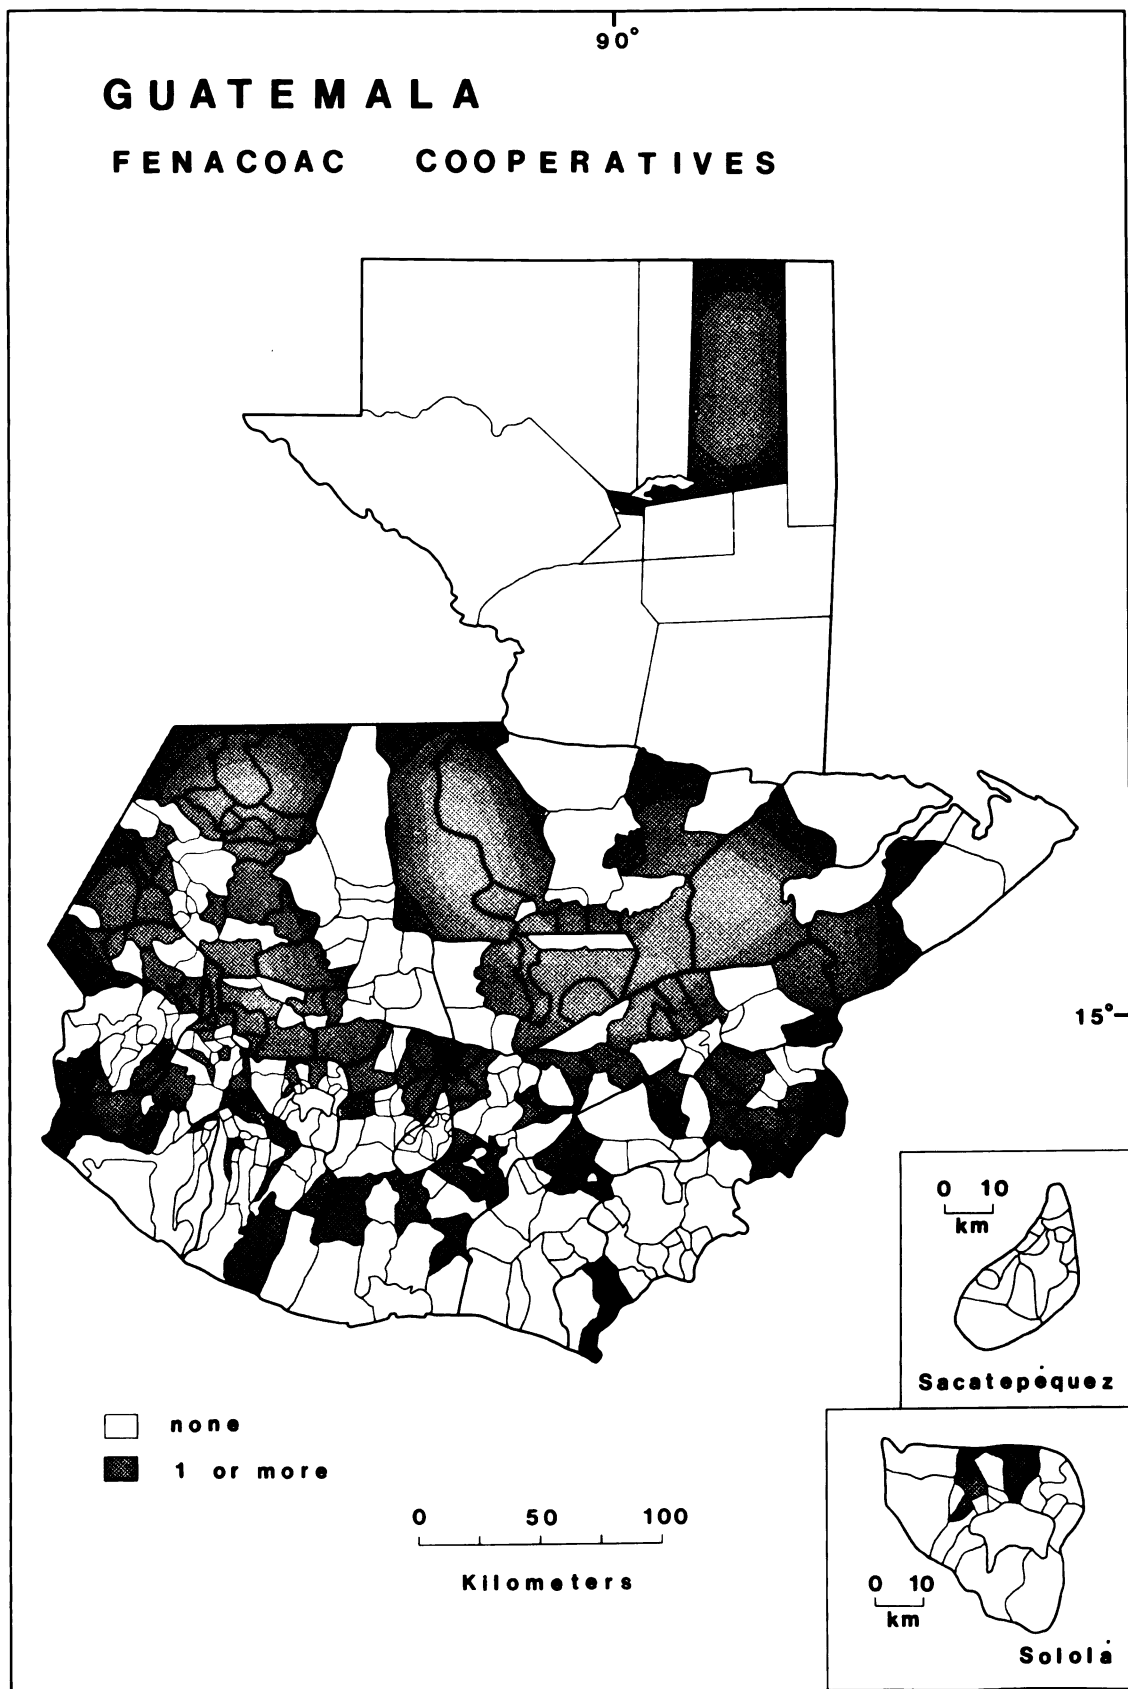 90°
GUATEMALA
FENACOAC COOPERATIVES
15°
0 10
km
Sacatepéquez
none
1 or more
0 50 100
Kilometers
0 10
km
Sololá